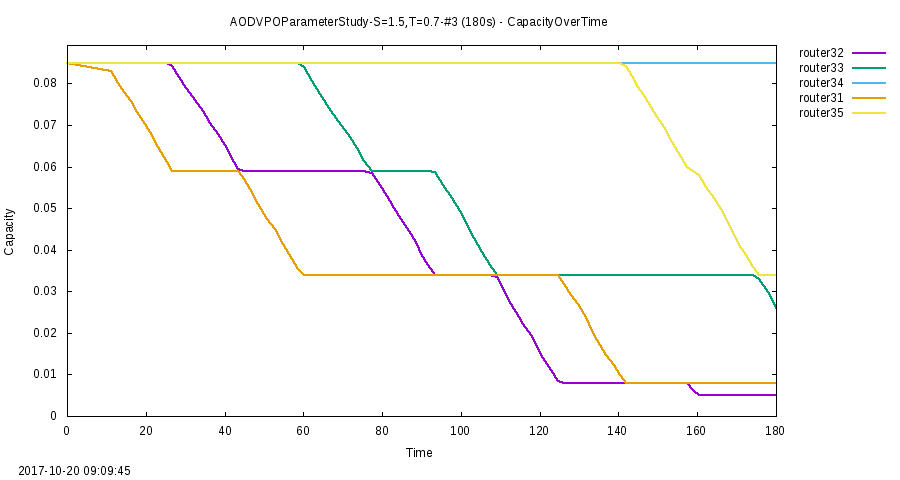 AODVPOParameterStudy-S=1.5,T=0.7-#3 (180s) - CapacityOverTime
router32
router33
router34
router31
router35
0.08
0.07
0.06
0.05
0.04
0.03
0.02
0.01
0
Capacity
0 20 40 60 80 100 120 140 160 180
Time
2017-10-20 09:09:45